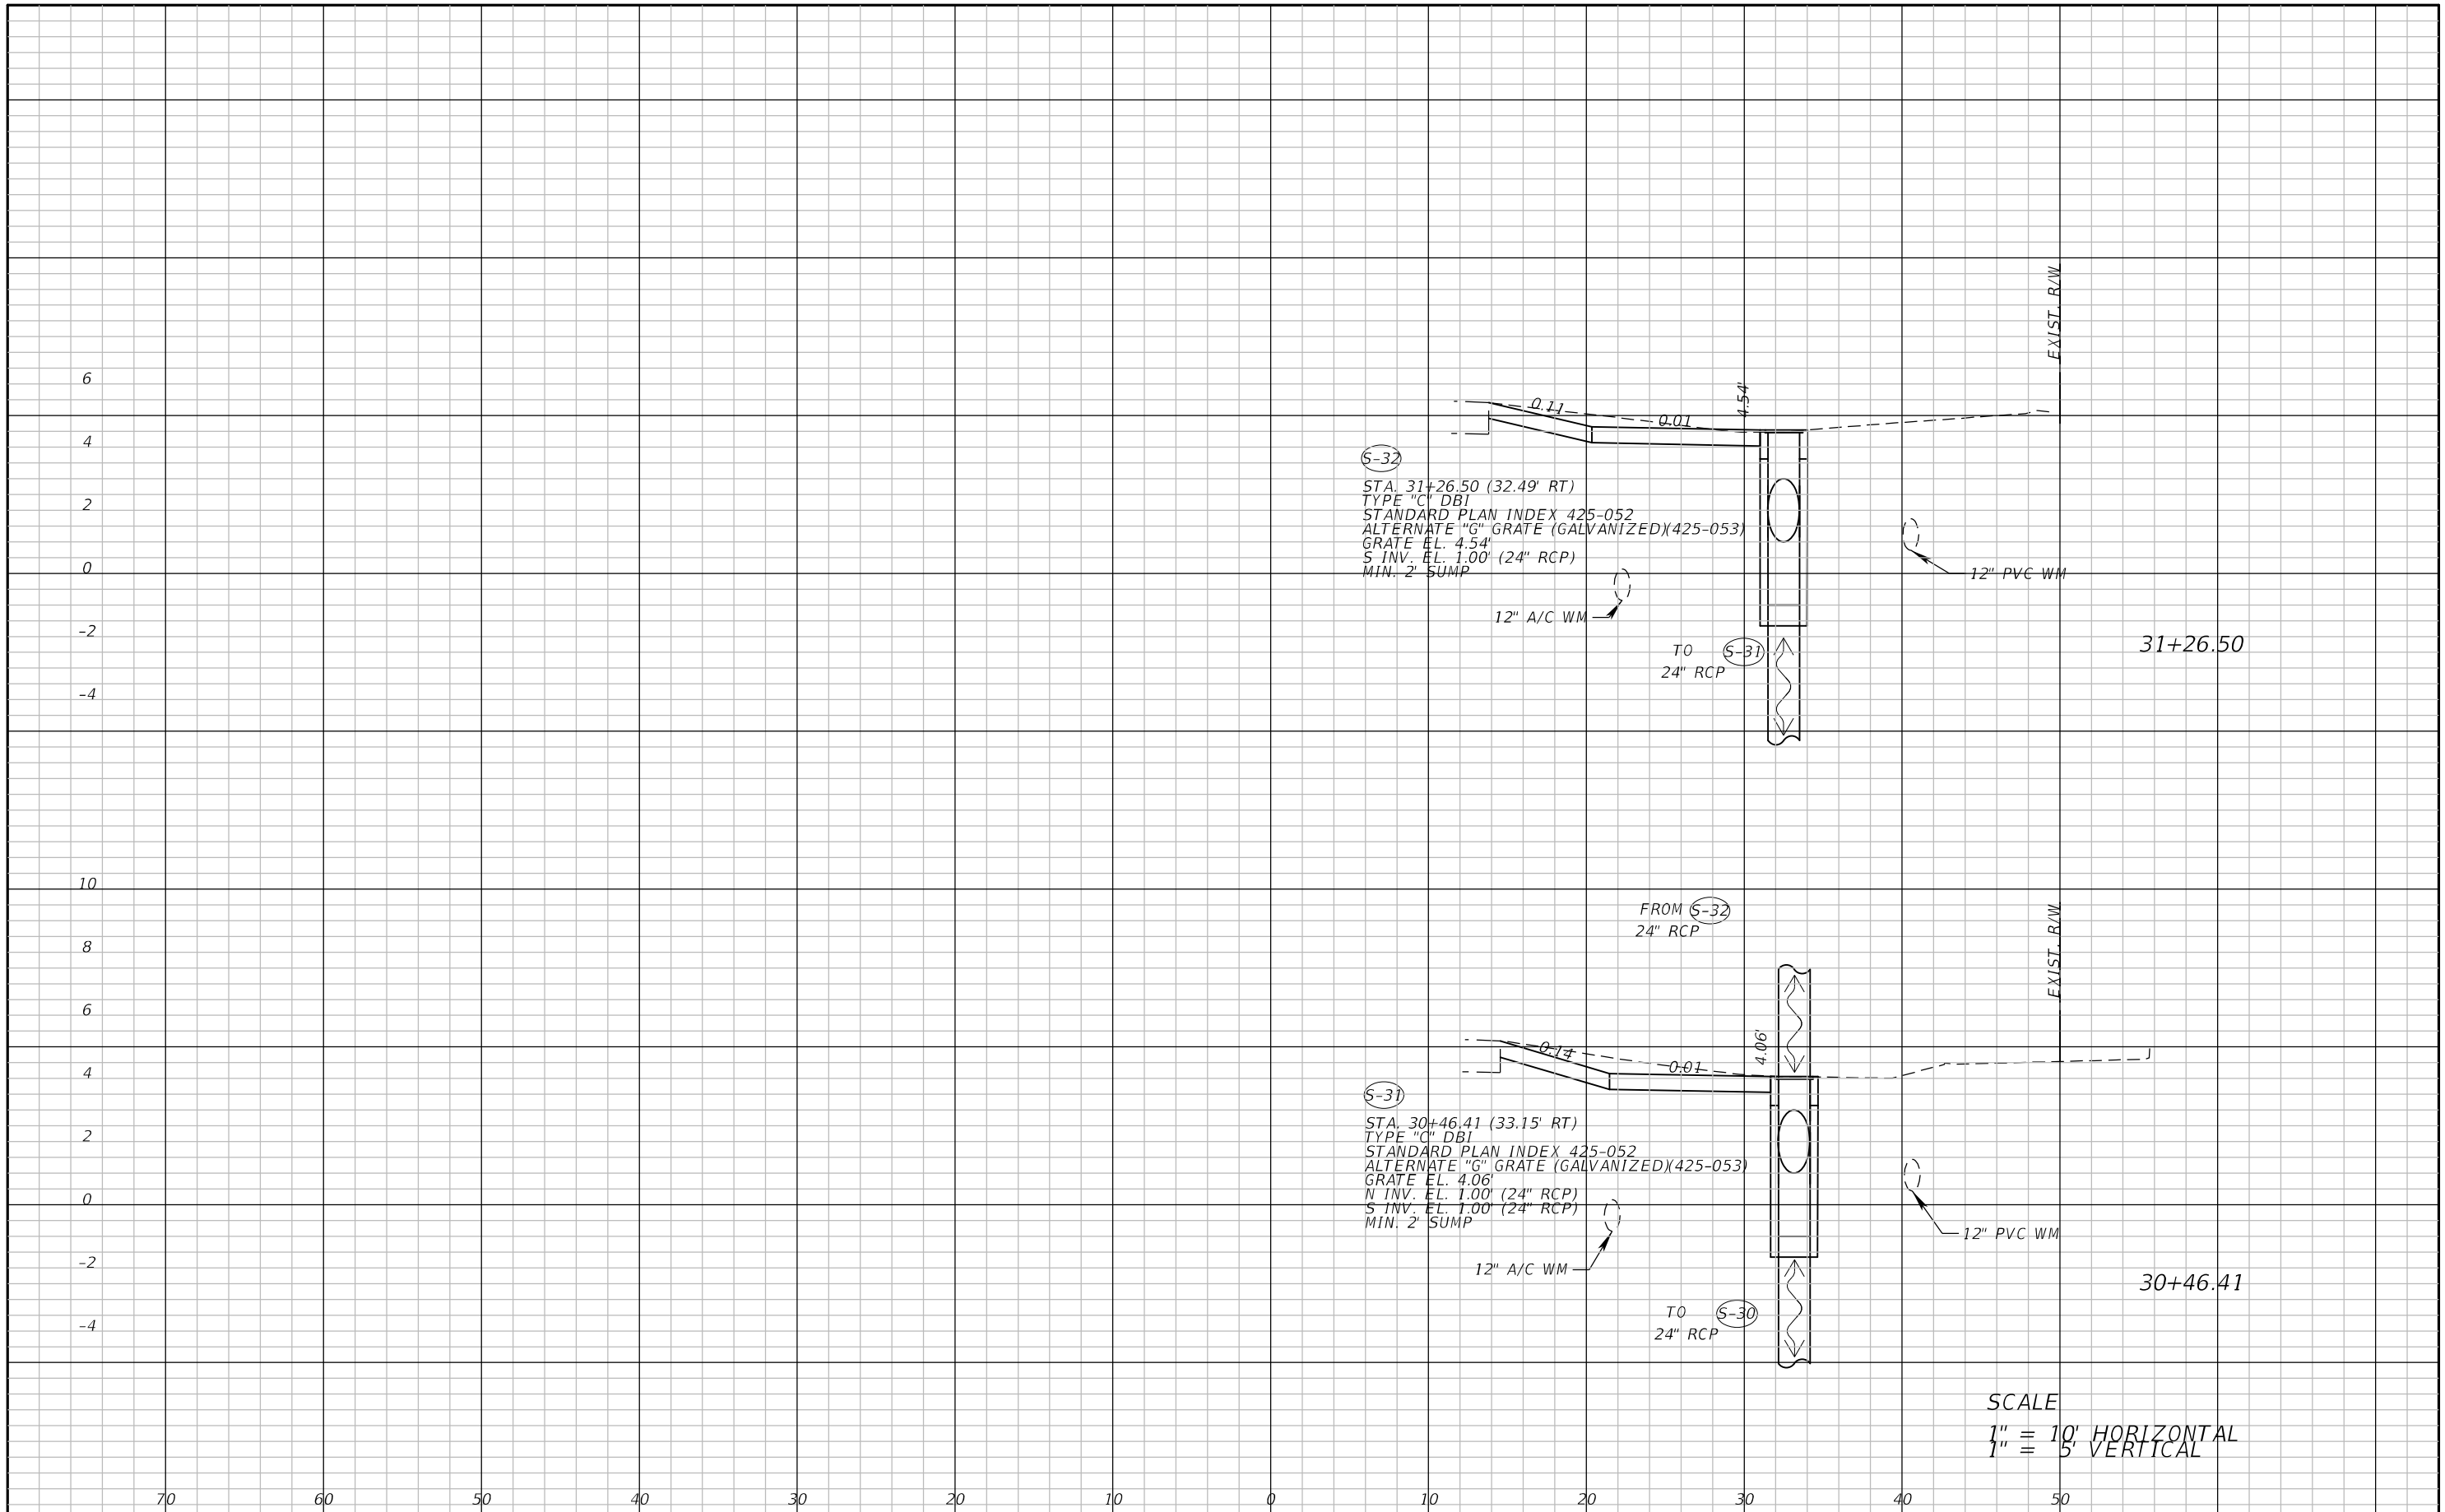 EXIST. R/W
6
4.54'
0.11
0.01
4
S-32
STA. 31+26.50 (32.49' RT)
TYPE "C" DBI
STANDARD PLAN INDEX 425-052
ALTERNATE "G" GRATE (GALVANIZED)(425-053)
GRATE EL. 4.54'
S INV. EL. 1.00' (24" RCP)
MIN. 2' SUMP
2
0
12" PVC WM
12" A/C WM
-2
TO S-31
24" RCP
31+26.50
-4
10
FROM S-32
24" RCP
EXIST. R/W
8
6
4.06'
0.14
0.01
4
S-31
STA. 30+46.41 (33.15' RT)
TYPE "C" DBI
STANDARD PLAN INDEX 425-052
ALTERNATE "G" GRATE (GALVANIZED)(425-053)
GRATE EL. 4.06'
N INV. EL. 1.00' (24" RCP)
S INV. EL. 1.00' (24" RCP)
MIN. 2' SUMP
2
0
12" PVC WM
-2
12" A/C WM
30+46.41
TO S-30
24" RCP
-4
SCALE
1" = 10' HORIZONTAL
1" = 5' VERTICAL
70 60 50 40 30 20 10 0 10 20 30 40 50